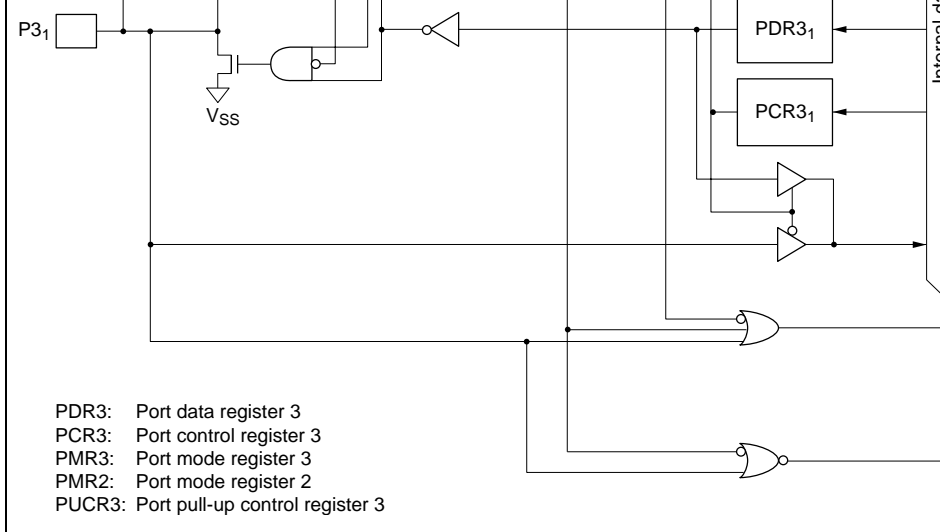 P3₁
PDR3₁
PCR3₁
V_SS
PDR3: Port data register 3
PCR3: Port control register 3
PMR3: Port mode register 3
PMR2: Port mode register 2
PUCR3: Port pull-up control register 3